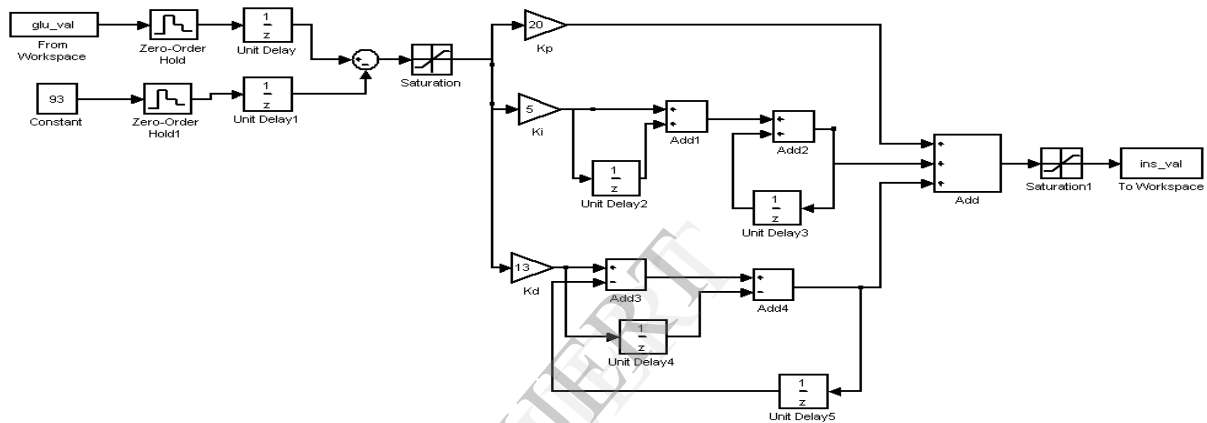 glu_val
From
Workspace
Zero-Order
Hold
1
z
Unit Delay
93
Constant
Zero-Order
Hold1
1
z
Unit Delay1
Saturation
20
Kp
5
Ki
1
z
Unit Delay2
Add1
Add2
1
z
Unit Delay3
13
Kd
Add3
1
z
Unit Delay4
Add4
1
z
Unit Delay5
Add
Saturation1
ins_val
To Workspace
IJERT